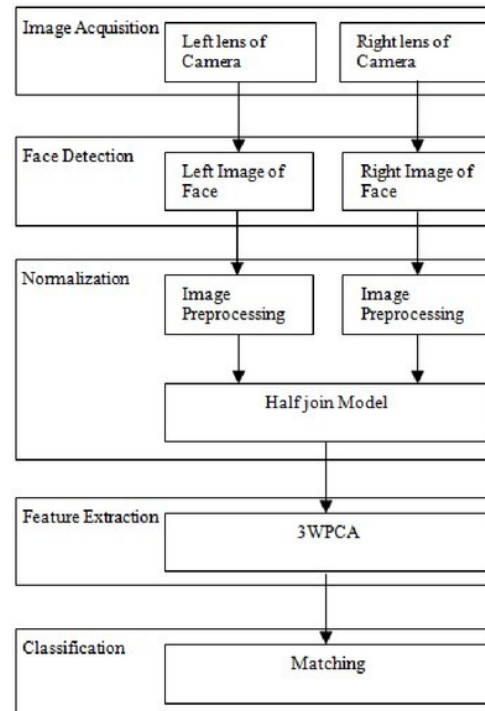 Image Acquisition
Left lens of
Camera
Right lens of
Camera
Face Detection
Left Image of
Face
Right Image of
Face
Normalization
Image
Preprocessing
Image
Preprocessing
Half join Model
Feature Extraction
3WPCA
Classification
Matching